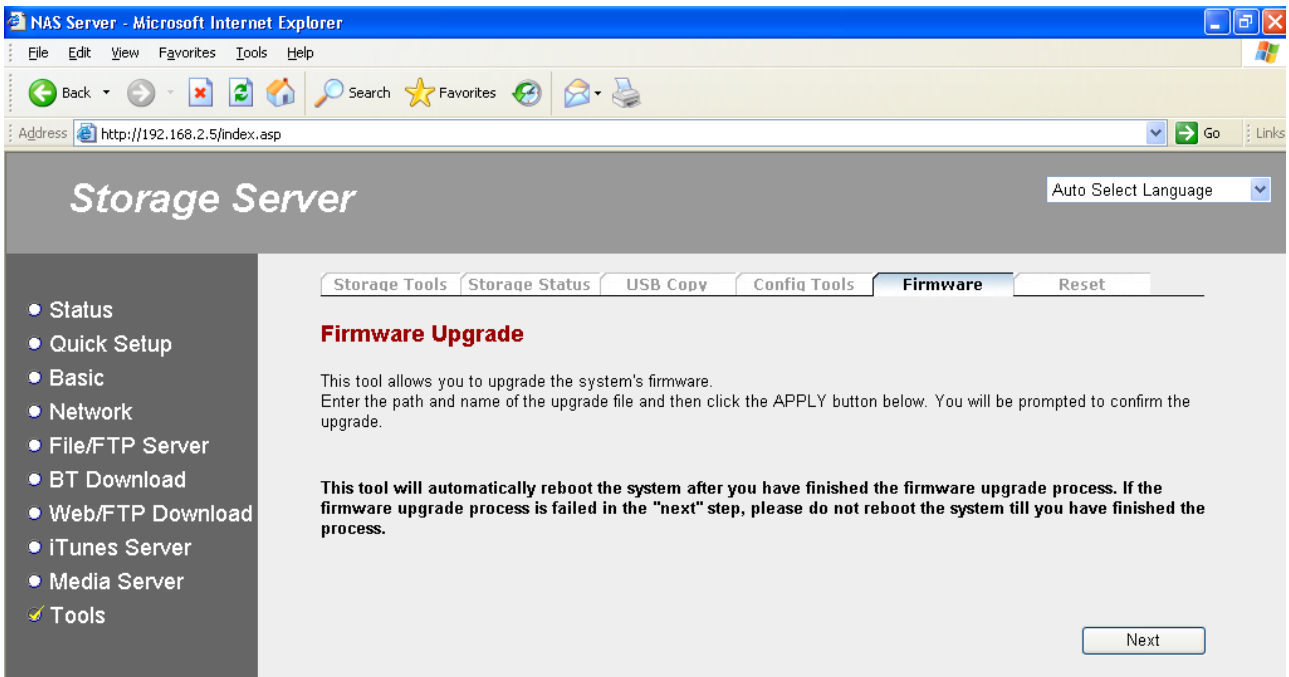 NAS Server - Microsoft Internet Explorer
File Edit View Favorites Tools Help
Back Search Favorites
Address http://192.168.2.5/index.asp Go Links
Storage Server
Auto Select Language
Storage Tools Storage Status USB Copy Config Tools Firmware Reset
Status
Quick Setup
Basic
Network
File/FTP Server
BT Download
Web/FTP Download
iTunes Server
Media Server
Tools
Firmware Upgrade
This tool allows you to upgrade the system's firmware.
Enter the path and name of the upgrade file and then click the APPLY button below. You will be prompted to confirm the
upgrade.
This tool will automatically reboot the system after you have finished the firmware upgrade process. If the
firmware upgrade process is failed in the "next" step, please do not reboot the system till you have finished the
process.
Next